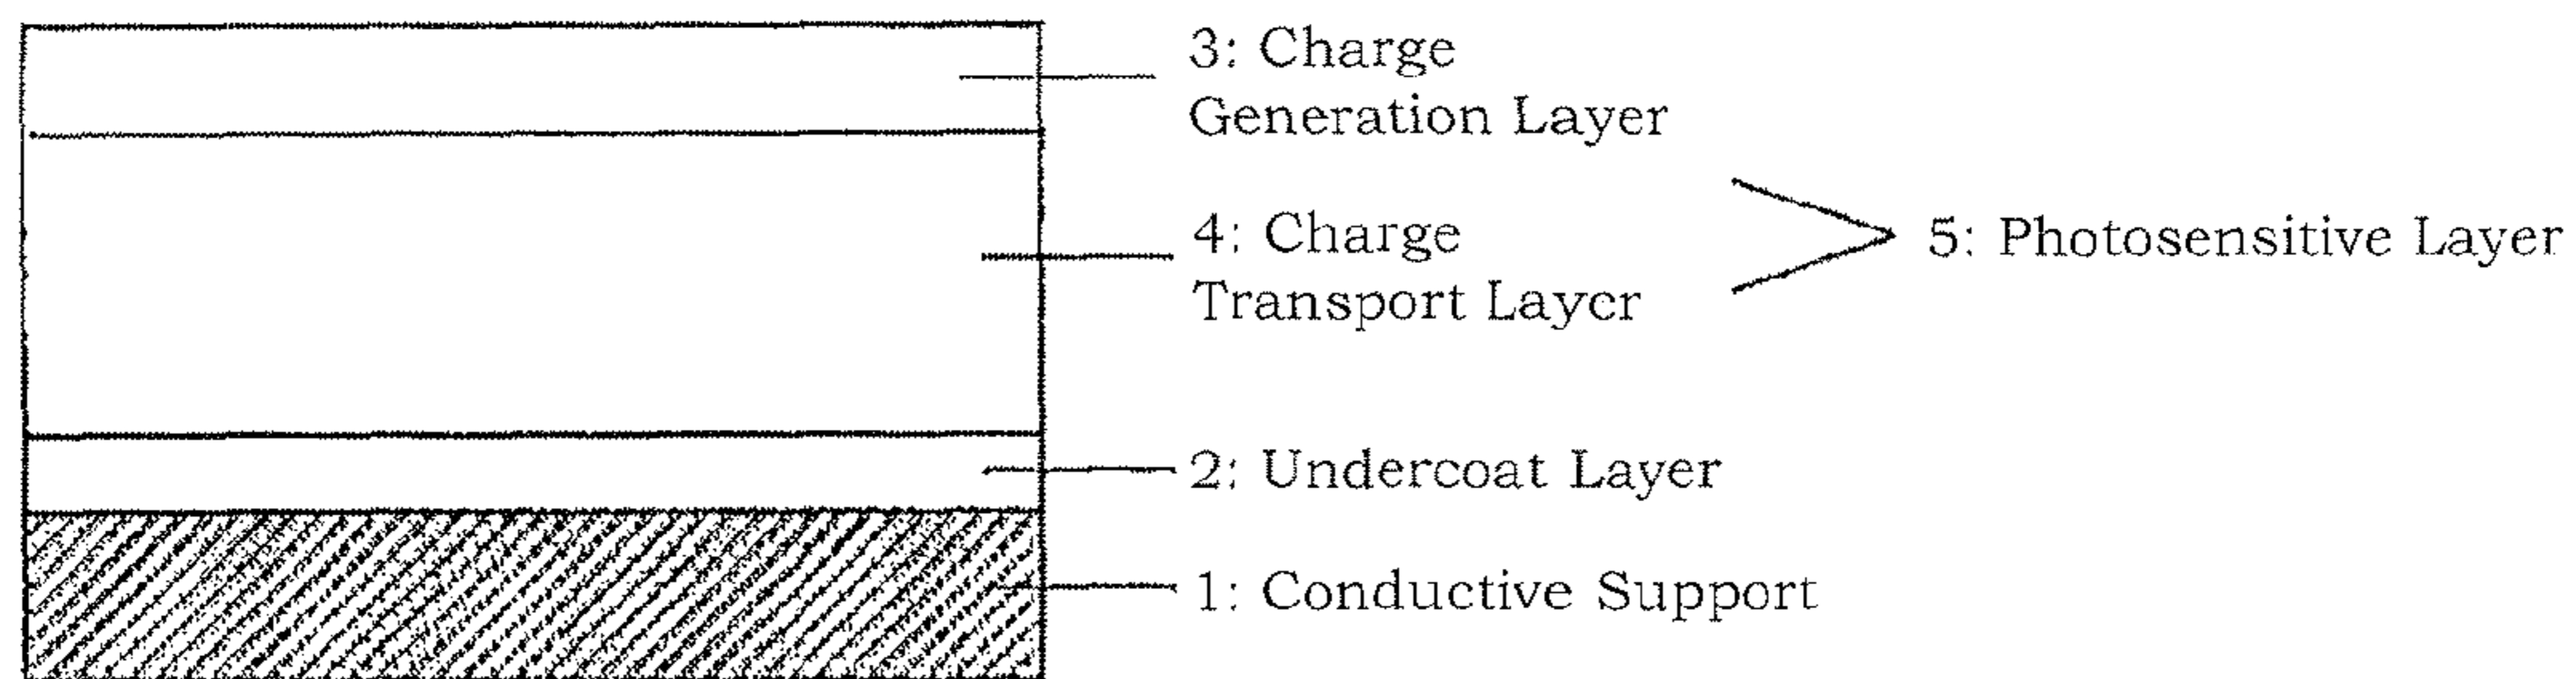 3: Charge
Generation Layer
4: Charge
Transport Layer
5: Photosensitive Layer
2: Undercoat Layer
1: Conductive Support